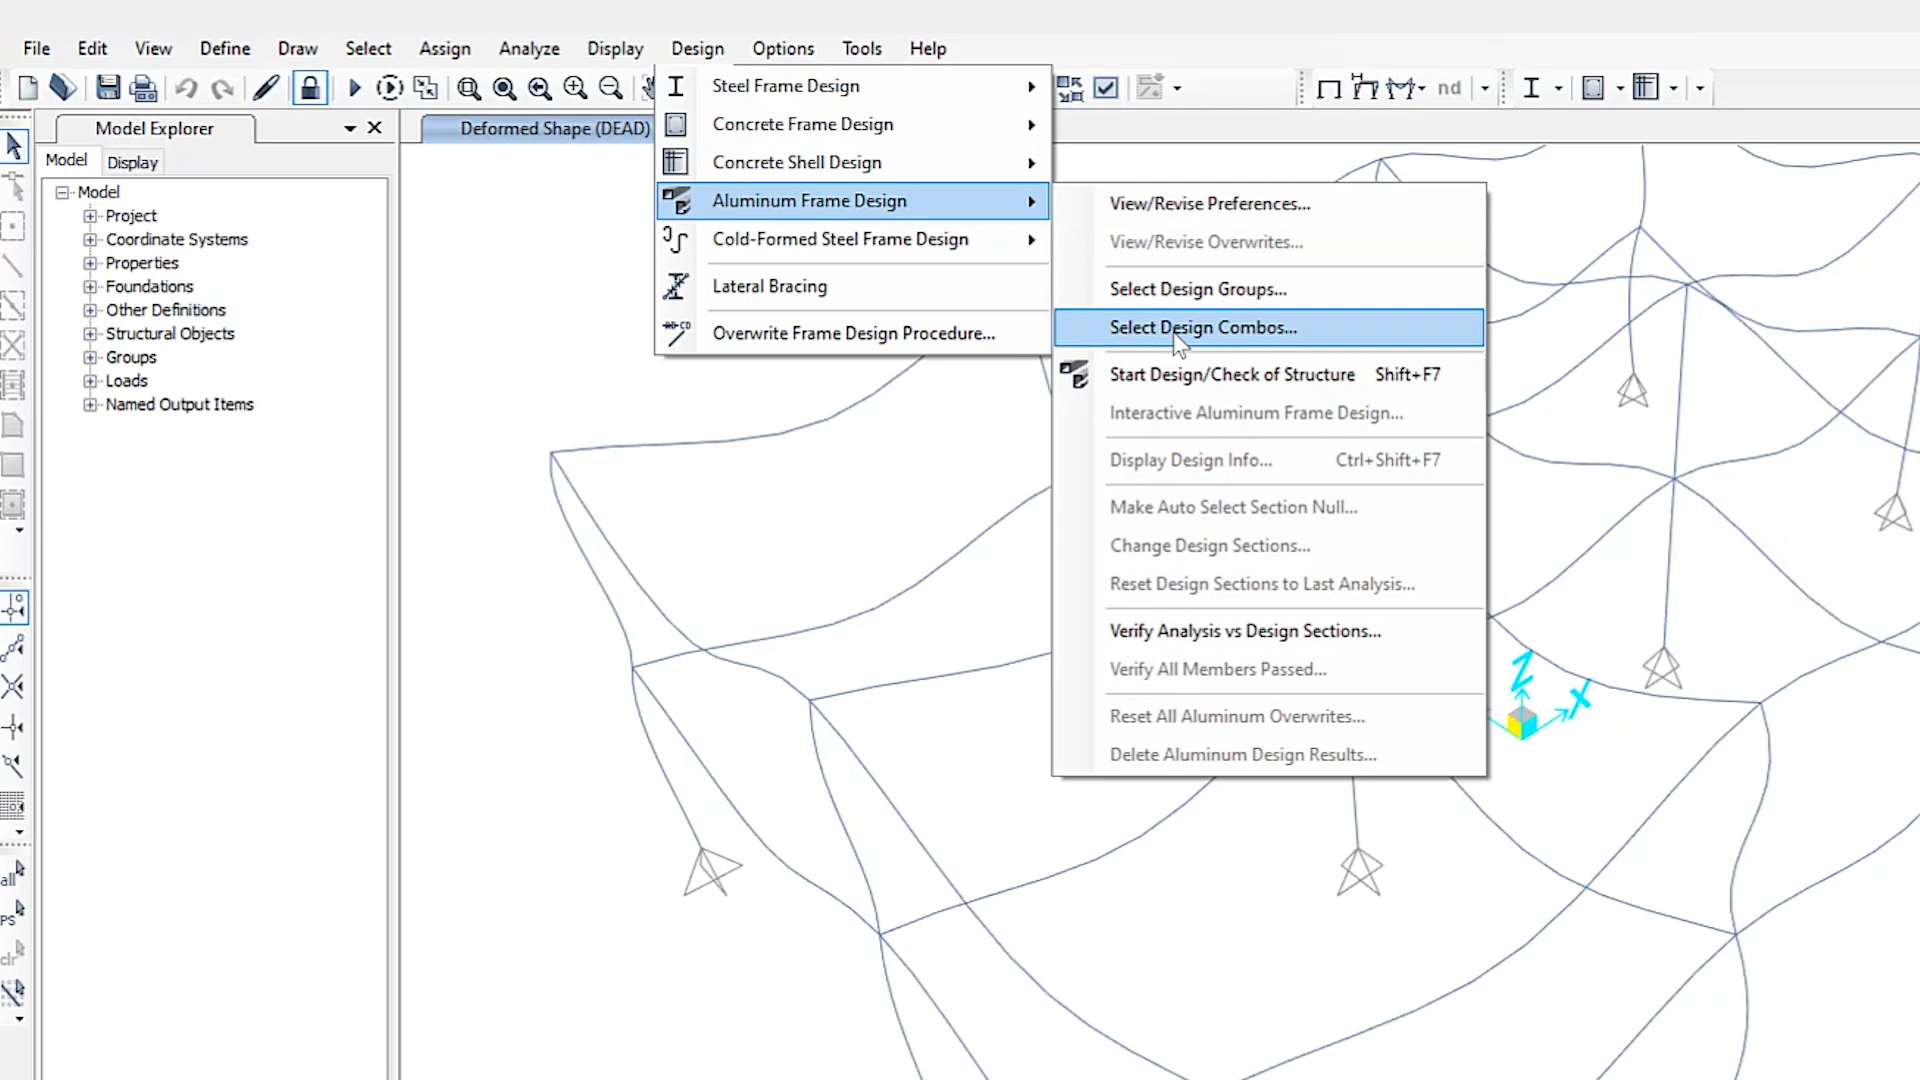 File Edit View Define Draw Select Assign Analyze Display Design Options Tools Help
nd
Model Explorer
Deformed Shape (DEAD)
Model Display
Model
Project
Coordinate Systems
Properties
Foundations
Other Definitions
Structural Objects
Groups
Loads
Named Output Items
Steel Frame Design
Concrete Frame Design
Concrete Shell Design
Aluminum Frame Design
Cold-Formed Steel Frame Design
Lateral Bracing
Overwrite Frame Design Procedure...
View/Revise Preferences...
View/Revise Overwrites...
Select Design Groups...
Select Design Combos...
Start Design/Check of Structure Shift+F7
Interactive Aluminum Frame Design...
Display Design Info... Ctrl+Shift+F7
Make Auto Select Section Null...
Change Design Sections...
Reset Design Sections to Last Analysis...
Verify Analysis vs Design Sections...
Verify All Members Passed...
Reset All Aluminum Overwrites...
Delete Aluminum Design Results...
Z
X
all
PS
clr